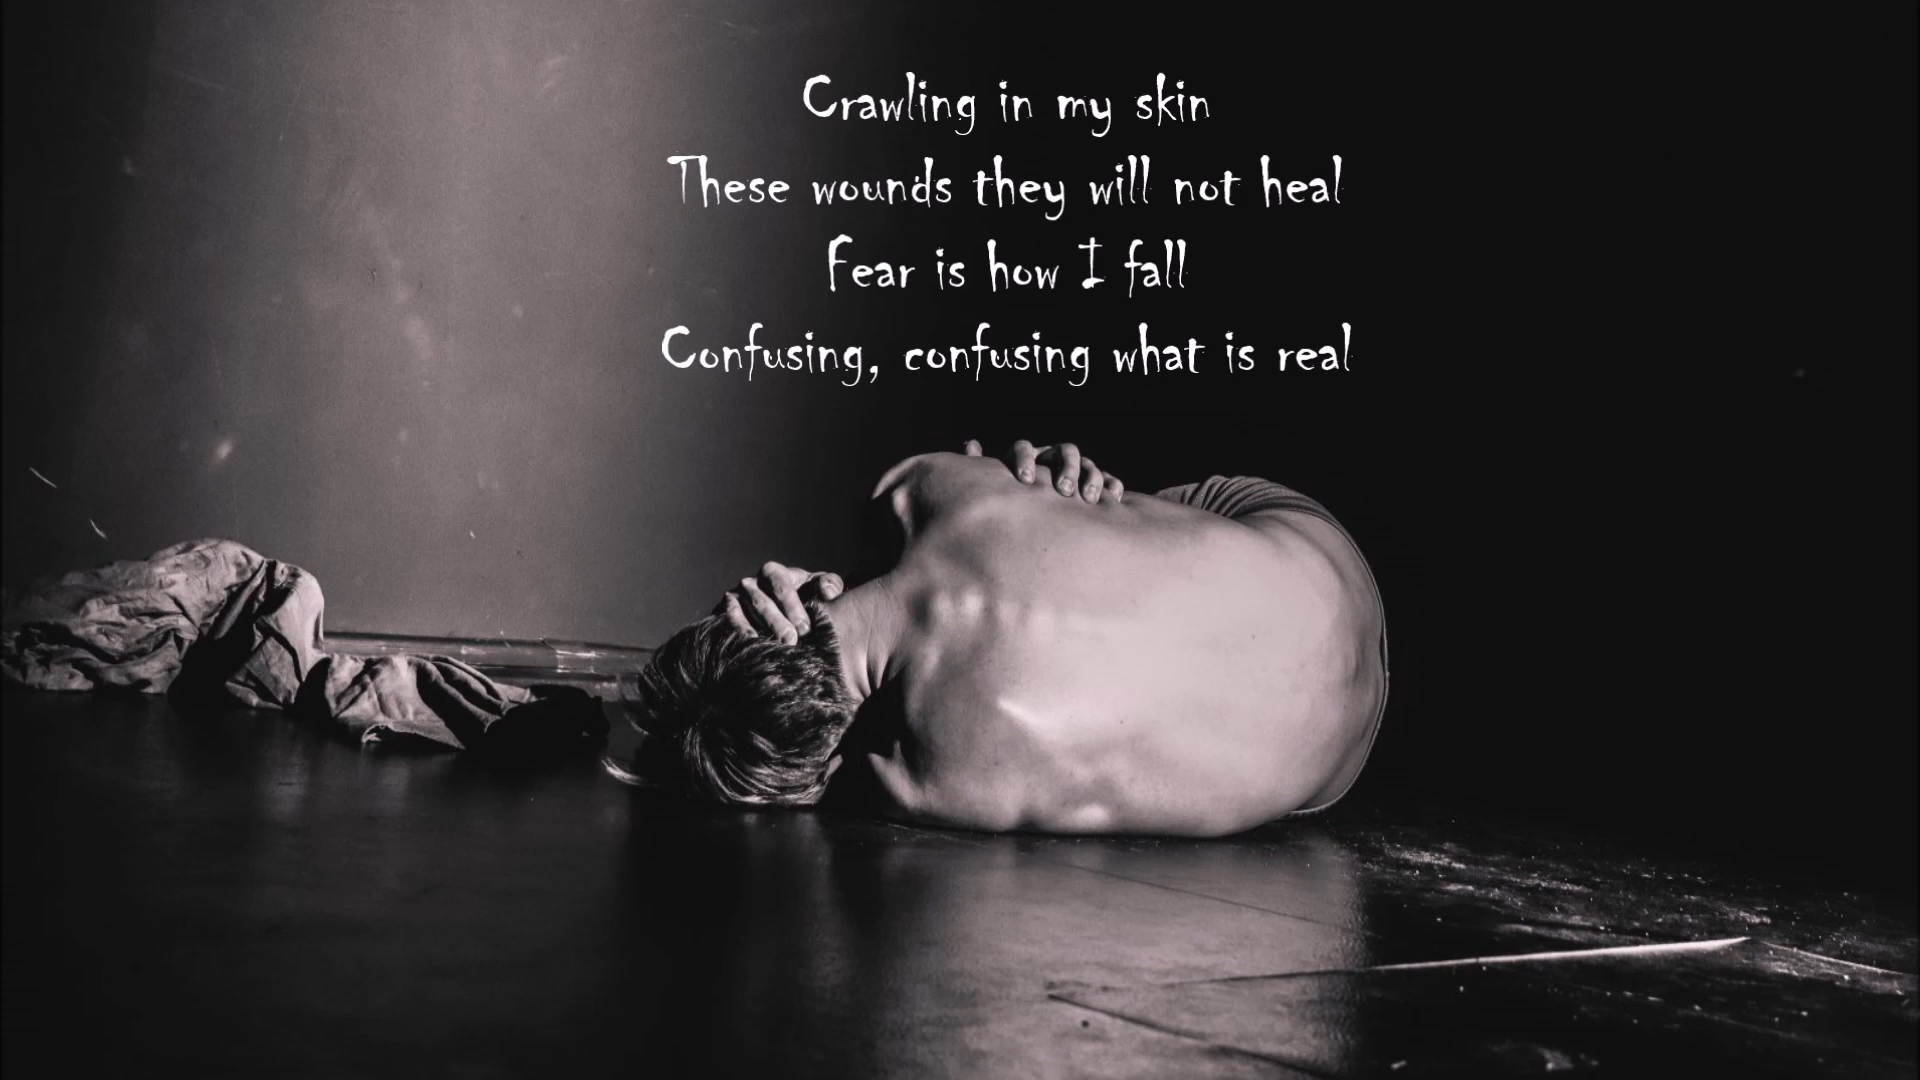 Crawling in my skin
These wounds they will not heal
Fear is how I fall
Confusing, confusing what is real